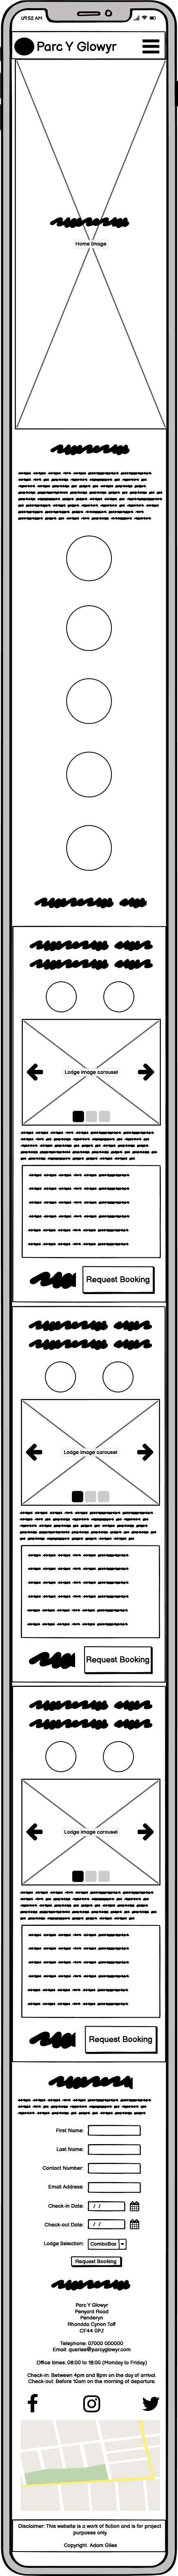 09:52 AM
Parc Y Glowyr
Home Image
Lodge image carousel
Request Booking
Lodge image carousel
Request Booking
Lodge image carousel
Request Booking
First Name:
Last Name:
Contact Number:
Email Address:
Check-in Date:
/ /
Check-out Date:
/ /
Lodge Selection:
ComboBox
Request Booking
Parc Y Glowyr
Penyard Road
Penderyn
Rhondda Cynon Taff
CF44 0PJ
Telephone: 07000 000000
Email: queries@parcyglowyr.com
Office times: 08:00 to 18:00 (Monday to Friday)
Check-in: Between 4pm and 8pm on the day of arrival.
Check-out: Before 10am on the morning of departure.
Disclaimer: This website is a work of fiction and is for project
purposes only.
Copyright Adam Giles